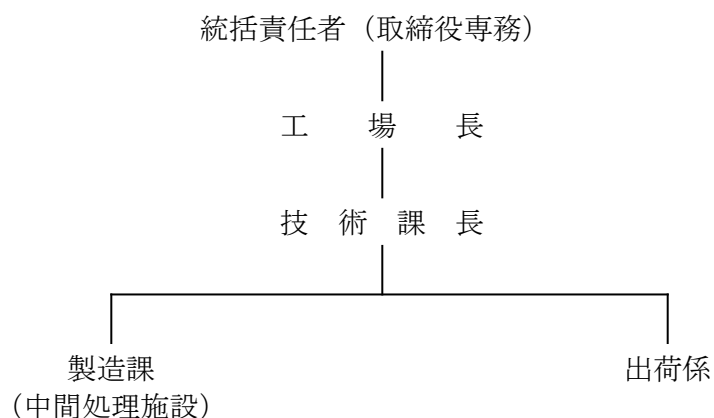 統括責任者（取締役専務）
工場長
技術課長
製造課
（中間処理施設）
出荷係